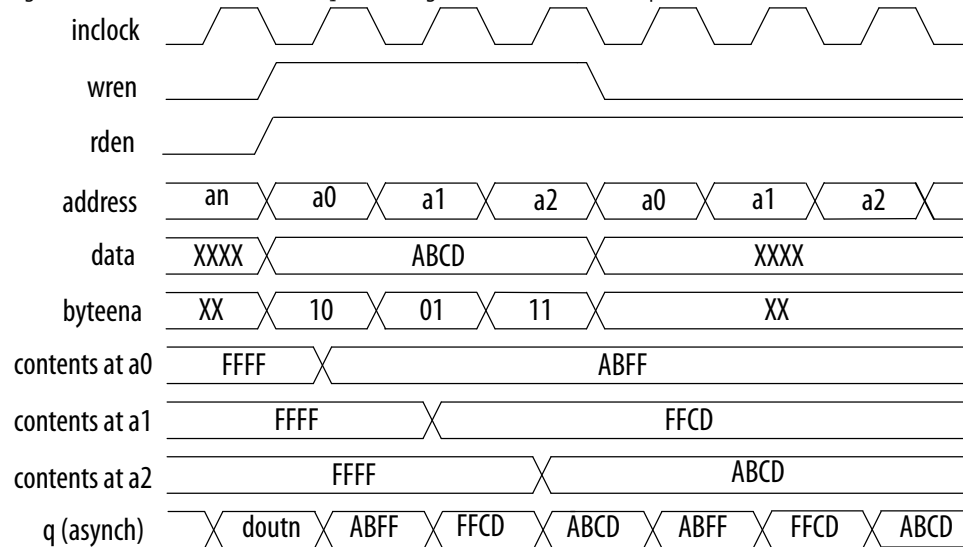 inclock
wren
rden
address an a0 a1 a2 a0 a1 a2
data XXXX ABCD XXXX
byteena XX 10 01 11 XX
contents at a0 FFFF ABFF
contents at a1 FFFF FFCD
contents at a2 FFFF ABCD
q (asynch) doutn ABFF FFCD ABCD ABFF FFCD ABCD